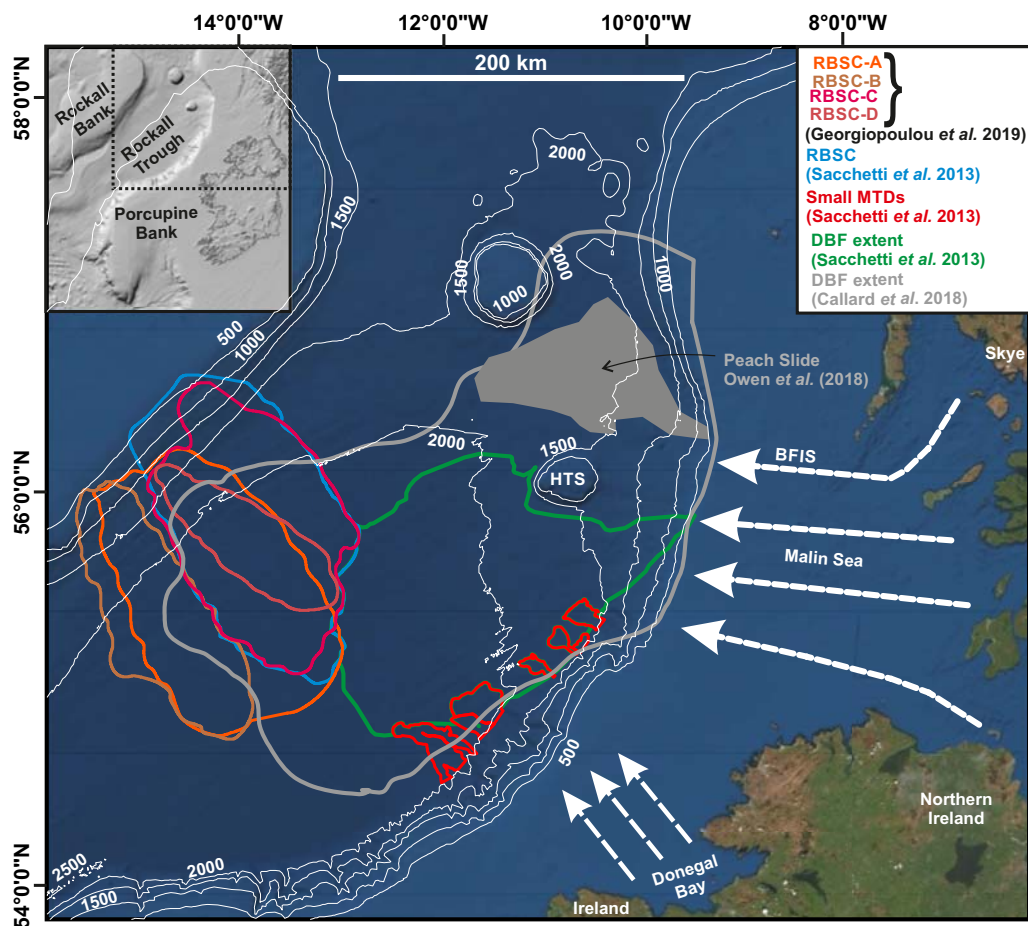 14°0'0"W
12°0'0"W
10°0'0"W
8°0'0"W
58°0'0"N
56°0'0"N
54°0'0"N
Rockall
Bank
Rockall
Trough
Porcupine
Bank
200 km
RBSC-A
RBSC-B
RBSC-C
RBSC-D
(Georgiopoulou et al. 2019)
RBSC
(Sacchetti et al. 2013)
Small MTDs
(Sacchetti et al. 2013)
DBF extent
(Sacchetti et al. 2013)
DBF extent
(Callard et al. 2018)
2000
1500
1500
2000
1000
1000
500
1000
Skye
Peach Slide
Owen et al. (2018)
2000
1500
HTS
BFIS
Malin Sea
500
Northern
Ireland
Donegal
Bay
Ireland
2500
2000
1500